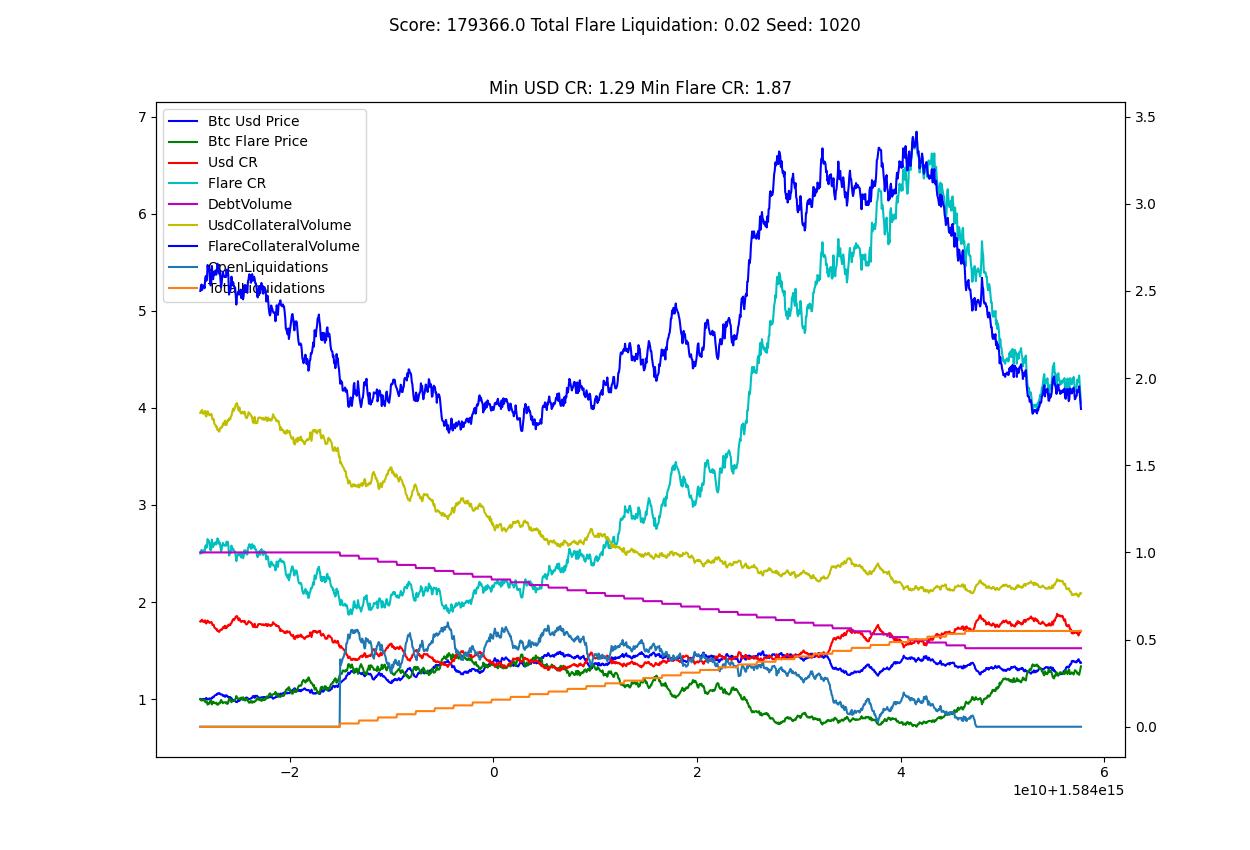 Score: 179366.0 Total Flare Liquidation: 0.02 Seed: 1020
Min USD CR: 1.29 Min Flare CR: 1.87
Btc Usd Price
Btc Flare Price
Usd CR
Flare CR
DebtVolume
UsdCollateralVolume
FlareCollateralVolume
OpenLiquidations
TotalLiquidations
7
6
5
4
3
2
1
3.5
3.0
2.5
2.0
1.5
1.0
0.5
0.0
−2
0
2
4
6
1e10+1.584e15